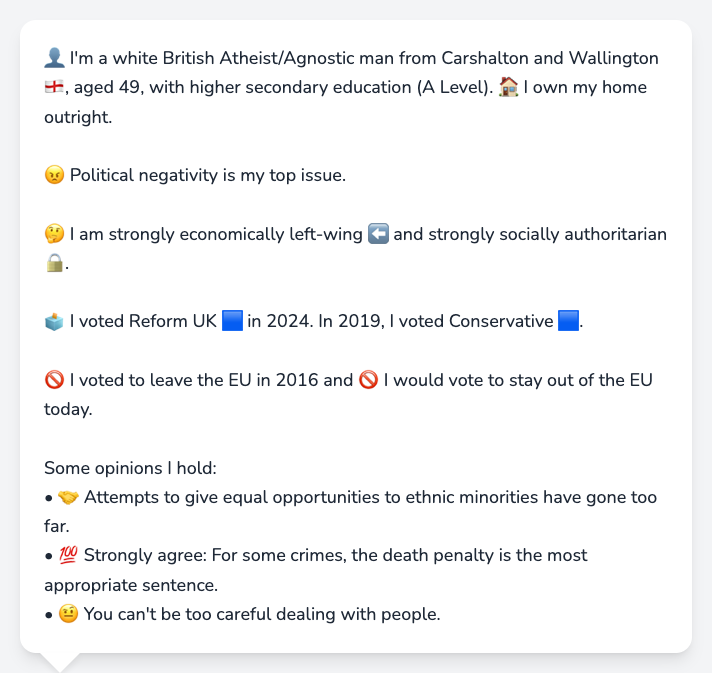 👤 I'm a white British Atheist/Agnostic man from Carshalton and Wallington
🏴󠁧󠁢󠁥󠁮󠁧󠁿, aged 49, with higher secondary education (A Level). 🏠 I own my home
outright.
😠 Political negativity is my top issue.
🤔 I am strongly economically left-wing ⬅️ and strongly socially authoritarian
🔒.
🗳️ I voted Reform UK 🟦 in 2024. In 2019, I voted Conservative 🟦.
🚫 I voted to leave the EU in 2016 and 🚫 I would vote to stay out of the EU
today.
Some opinions I hold:
• 🤝 Attempts to give equal opportunities to ethnic minorities have gone too
far.
• 💯 Strongly agree: For some crimes, the death penalty is the most
appropriate sentence.
• 🤨 You can't be too careful dealing with people.